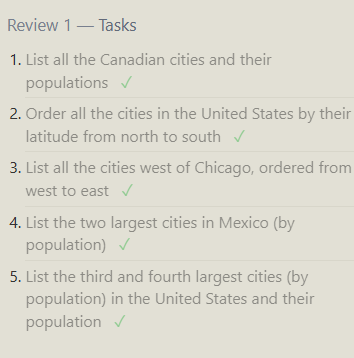 Review 1 — Tasks
1. List all the Canadian cities and their
populations ✓
2. Order all the cities in the United States by their
latitude from north to south ✓
3. List all the cities west of Chicago, ordered from
west to east ✓
4. List the two largest cities in Mexico (by
population) ✓
5. List the third and fourth largest cities (by
population) in the United States and their
population ✓